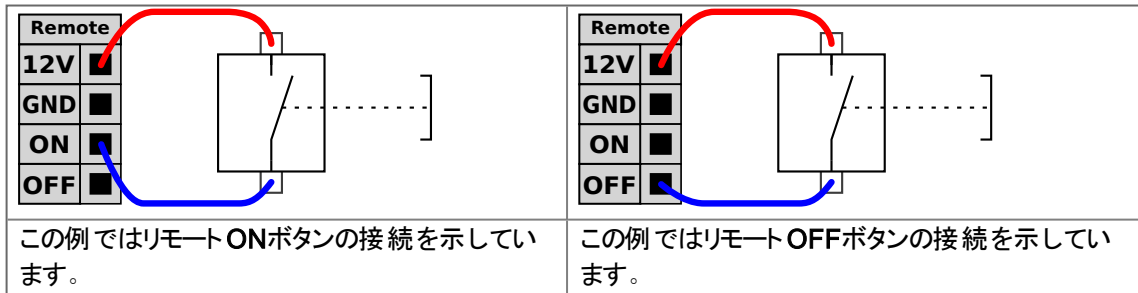 Remote
12V
GND
ON
OFF
Remote
12V
GND
ON
OFF
この例ではリモートONボタンの接続を示してい
ます。
この例ではリモートOFFボタンの接続を示してい
ます。